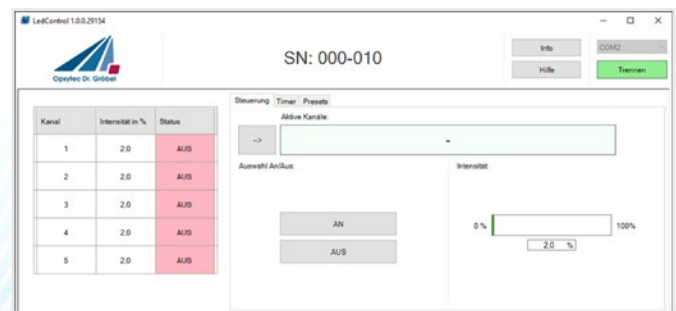 LedControl 1.0.0.29154
Opsytec Dr. Gröbel
SN: 000-010
Info
Hilfe
COM2
Trennen
Kanal Intensität in % Status
1 2.0 AUS
2 2.0 AUS
3 2.0 AUS
4 2.0 AUS
5 2.0 AUS
Steuerung Timer Presets
Aktive Kanäle:
--> -
Auswahl An/Aus:
AN
AUS
Intensität:
0 % 100%
2.0 %